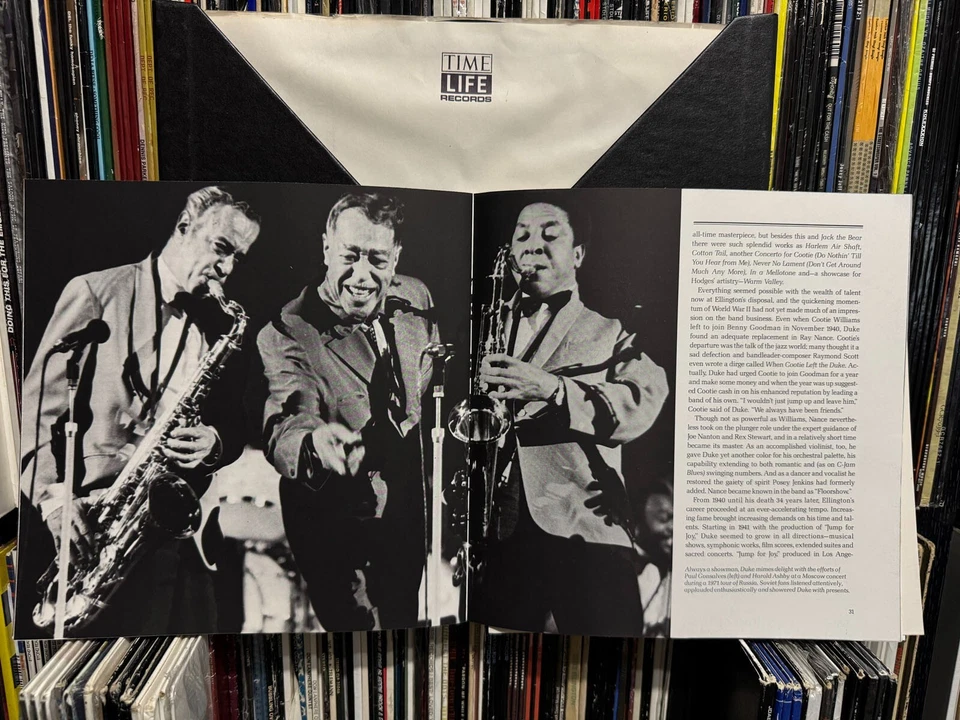 TIME
LIFE
RECORDS
DOING THIS FOR THE
all-time masterpiece, but besides this and Jack the Bear
there were such splendid works as Harlem Air Shaft,
Cotton Tail, another Concerto for Cootie (Do Nothin' Till
You Hear from Me), Never No Lament (Don't Get Around
Much Any More), In a Mellotone and—a showcase for
Hodges' artistry—Warm Valley.
Everything seemed possible with the wealth of talent
now at Ellington's disposal, and the quickening momen-
tum of World War II had not yet made much of an impres-
sion on the band business. Even when Cootie Williams
left to join Benny Goodman in November 1940, Duke
found an adequate replacement in Ray Nance. Cootie's
departure was the talk of the jazz world; many thought it a
sad defection and bandleader-composer Raymond Scott
even wrote a dirge called When Cootie Left the Duke. Ac-
tually, Duke had urged Cootie to join Goodman for a year
and make some money and when the year was up suggest-
ed Cootie cash in on his enhanced reputation by leading a
band of his own. "I wouldn't just jump up and leave him,"
Cootie said of Duke. "We always have been friends."
Though not as powerful as Williams, Nance neverthe-
less took on the plunger role under the expert guidance of
Joe Nanton and Rex Stewart, and in a relatively short time
became its master. As an accomplished violinist, too, he
gave Duke yet another color for his orchestral palette, his
capability extending to both romantic and (as on C-Jam
Blues) swinging numbers. And as a dancer and vocalist he
restored the gaiety of spirit Posey Jenkins had formerly
added. Nance became known in the band as "Floorshow."
From 1940 until his death 34 years later, Ellington's
career proceeded at an ever-accelerating tempo. Increas-
ing fame brought increasing demands on his time and tal-
ents. Starting in 1941, with the production of "Jump for
Joy," Duke seemed to grow in all directions—musical
shows, symphonic works, film scores, extended suites and
sacred concerts. "Jump for Joy," produced in Los Ange-
Always a showman, Duke mimes delight with the efforts of
Paul Gonsalves (left) and Harold Ashby at a Moscow concert
during a 1971 tour of Russia. Soviet fans listened attentively,
applauded enthusiastically and showered Duke with presents.
31